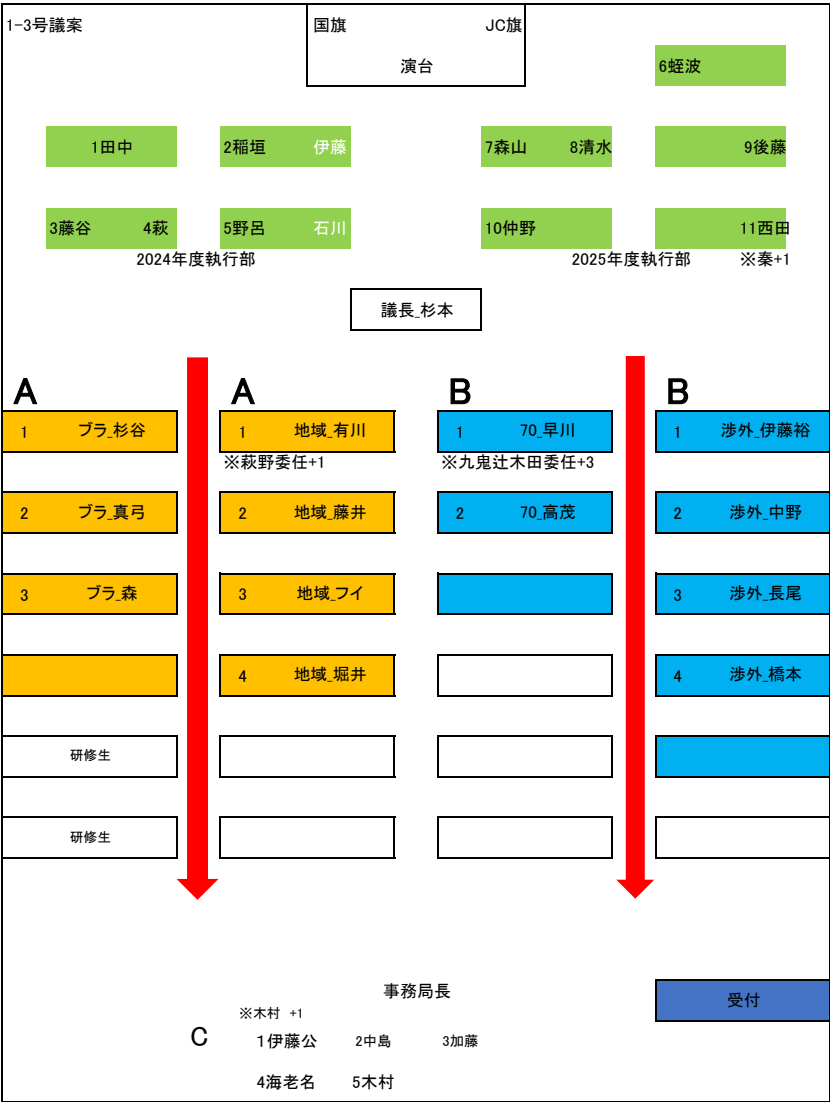 1-3号議案 国旗 JC旗
演台 6蛭波
1田中 2稲垣 伊藤 7森山 8清水 9後藤
3藤谷 4萩 5野呂 石川 10仲野 11西田
2024年度執行部 2025年度執行部 ※秦+1
議長_杉本
A A B B
1 ブラ_杉谷 1 地域_有川 1 70_早川 1 渉外_伊藤裕
※萩野委任+1 ※九鬼辻木田委任+3
2 ブラ_真弓 2 地域_藤井 2 70_高茂 2 渉外_中野
3 ブラ_森 3 地域_フイ 3 渉外_長尾
4 地域_堀井 4 渉外_橋本
研修生
研修生
事務局長 受付
※木村 +1
C 1伊藤公 2中島 3加藤
4海老名 5木村